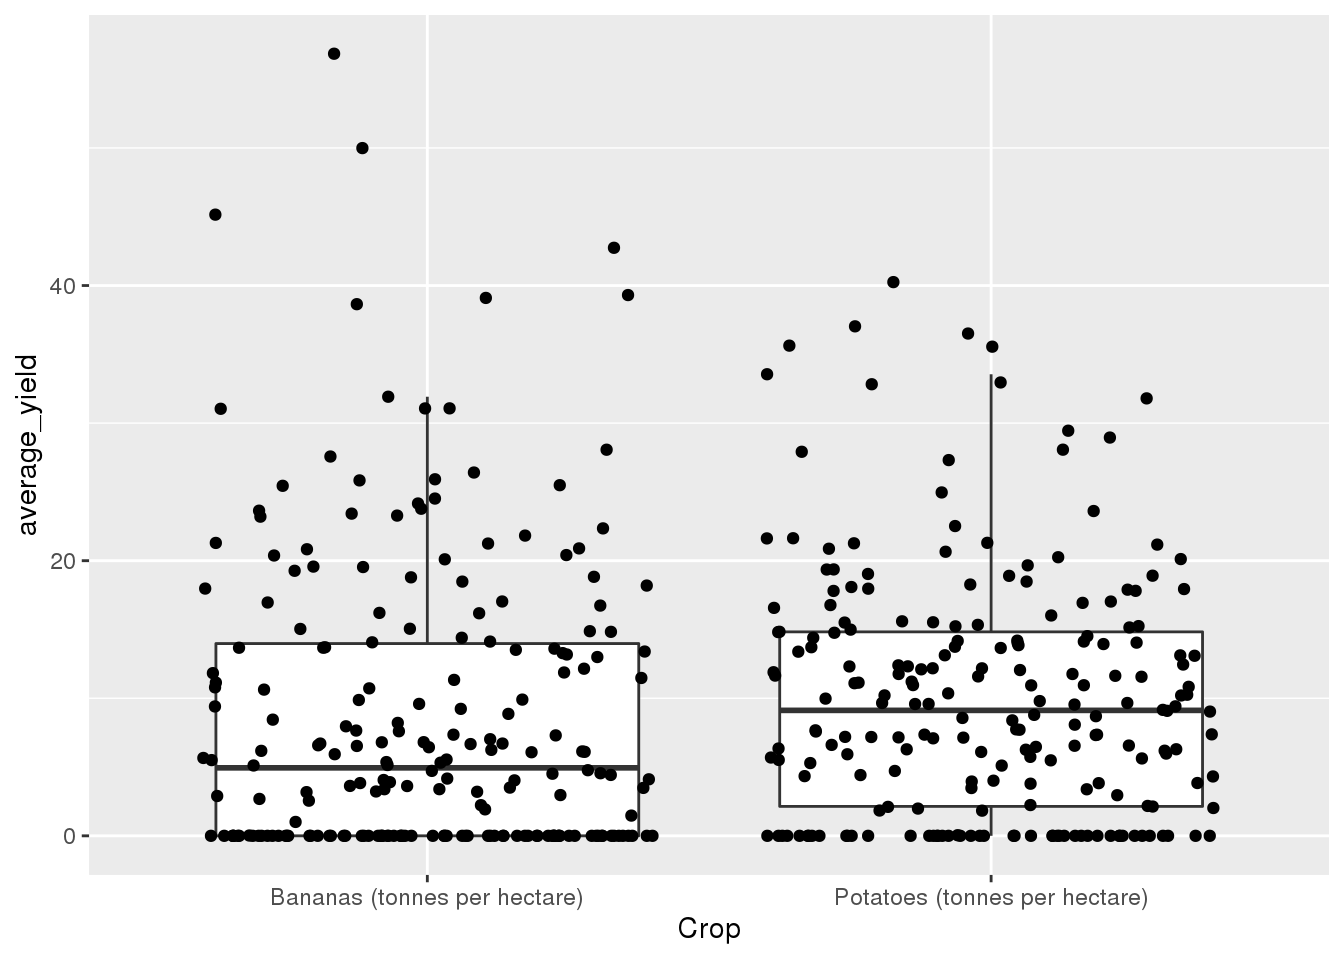 average_yield
40
20
0
Bananas (tonnes per hectare) Potatoes (tonnes per hectare)
Crop